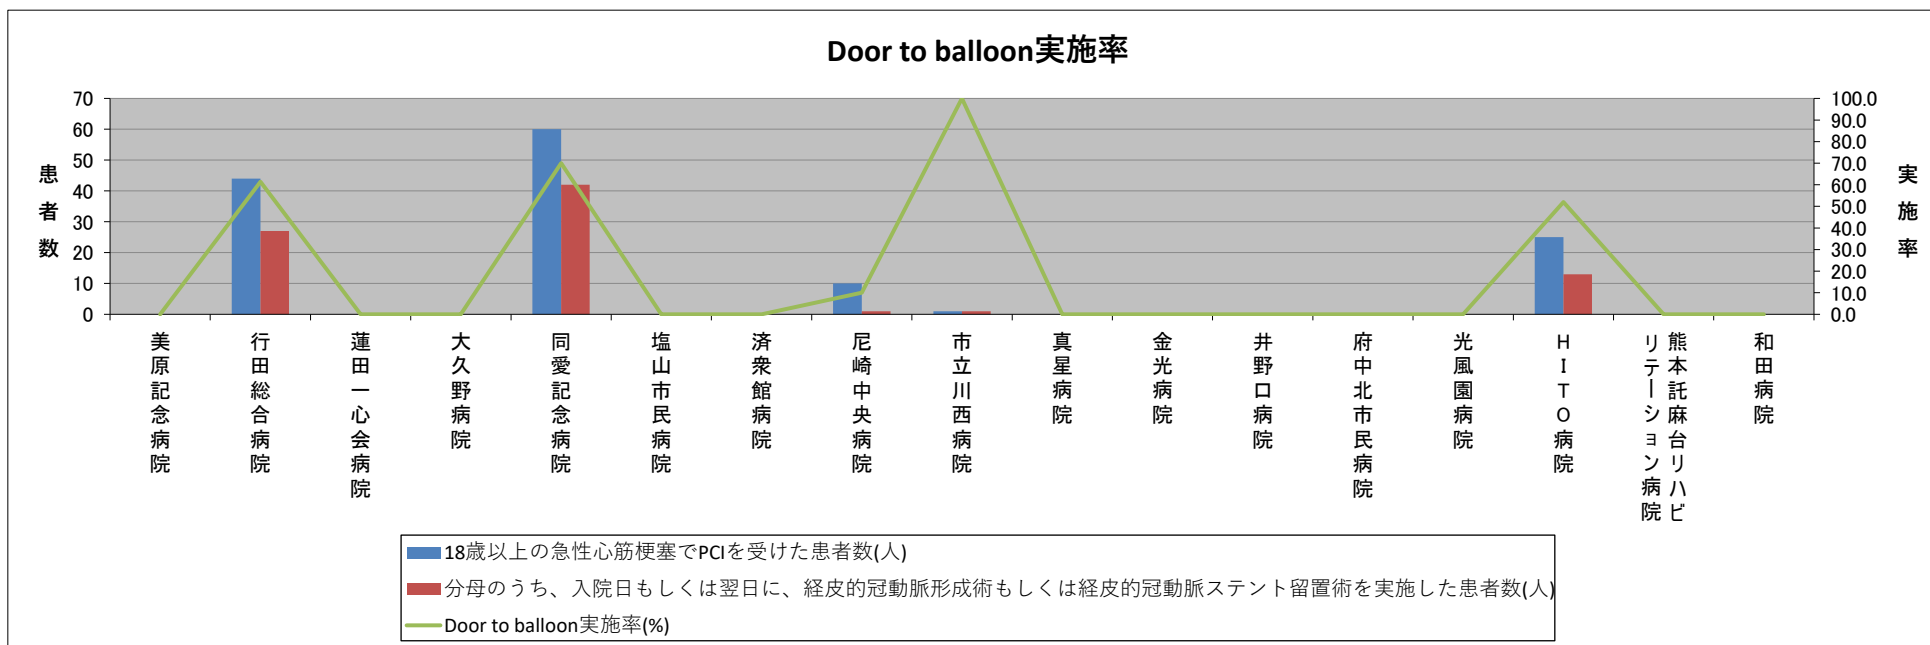 Door to balloon実施率
患者数
70
60
50
40
30
20
10
0
実施率
100.0
90.0
80.0
70.0
60.0
50.0
40.0
30.0
20.0
10.0
0.0
美原記念病院
行田総合病院
蓮田一心会病院
大久野病院
同愛記念病院
塩山市民病院
済衆館病院
尼崎中央病院
市立川西病院
真星病院
金光病院
井野口病院
府中北市民病院
光風園病院
HITO病院
熊本託麻台リハビ
リテーション病院
和田病院
18歳以上の急性心筋梗塞でPCIを受けた患者数(人)
分母のうち、入院日もしくは翌日に、経皮的冠動脈形成術もしくは経皮的冠動脈ステント留置術を実施した患者数(人)
Door to balloon実施率(%)